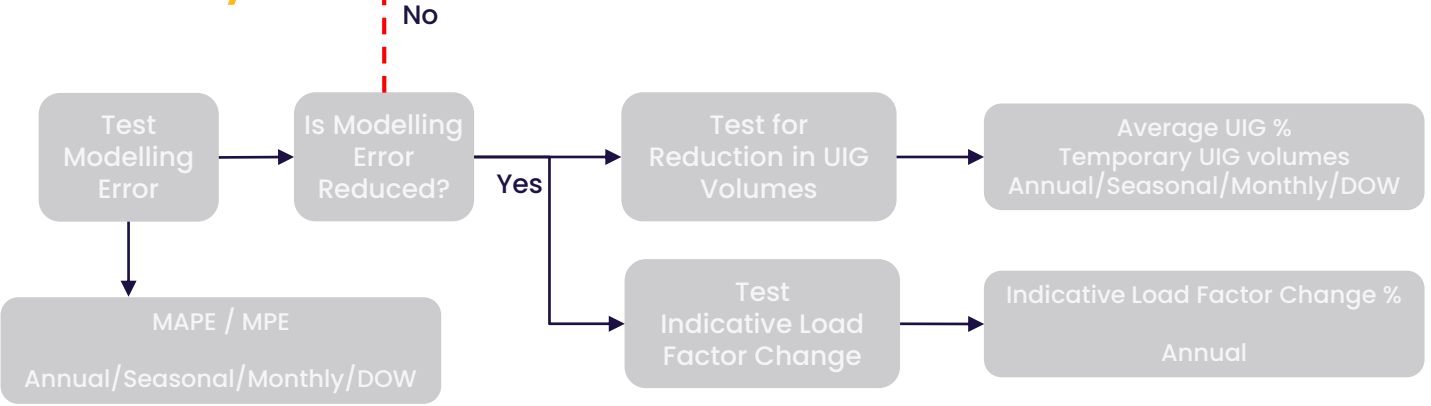 No
Test
Modelling
Error
Is Modelling
Error
Reduced?
Yes
Test for
Reduction in UIG
Volumes
Average UIG %
Temporary UIG volumes
Annual/Seasonal/Monthly/DOW
MAPE / MPE
Annual/Seasonal/Monthly/DOW
Test
Indicative Load
Factor Change
Indicative Load Factor Change %
Annual